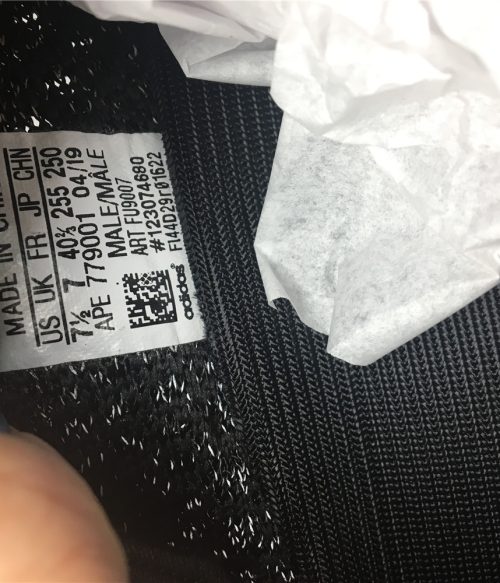 MADE IN CHI
US UK FR JP CHN
7½ 7 40⅔ 255 250
APE 779001 04/19
MALE/MÂLE
ART FU9007
#123074680
F144D29r01622
adidas